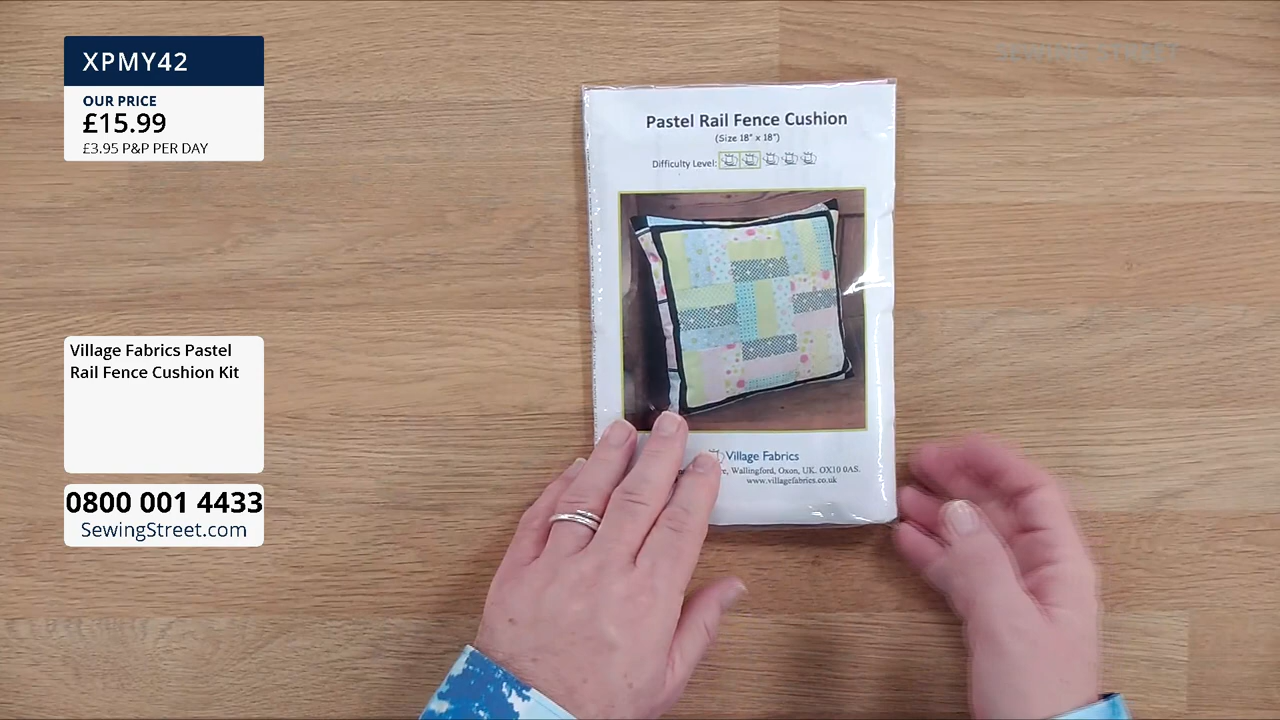 XPMY42
OUR PRICE
£15.99
£3.95 P&P PER DAY
SEWING STREET
Pastel Rail Fence Cushion
(Size 18" x 18")
Difficulty Level:
Village Fabrics Pastel
Rail Fence Cushion Kit
Village Fabrics
Wallingford, Oxon, UK. OX10 0AS.
www.villagefabrics.co.uk
0800 001 4433
SewingStreet.com